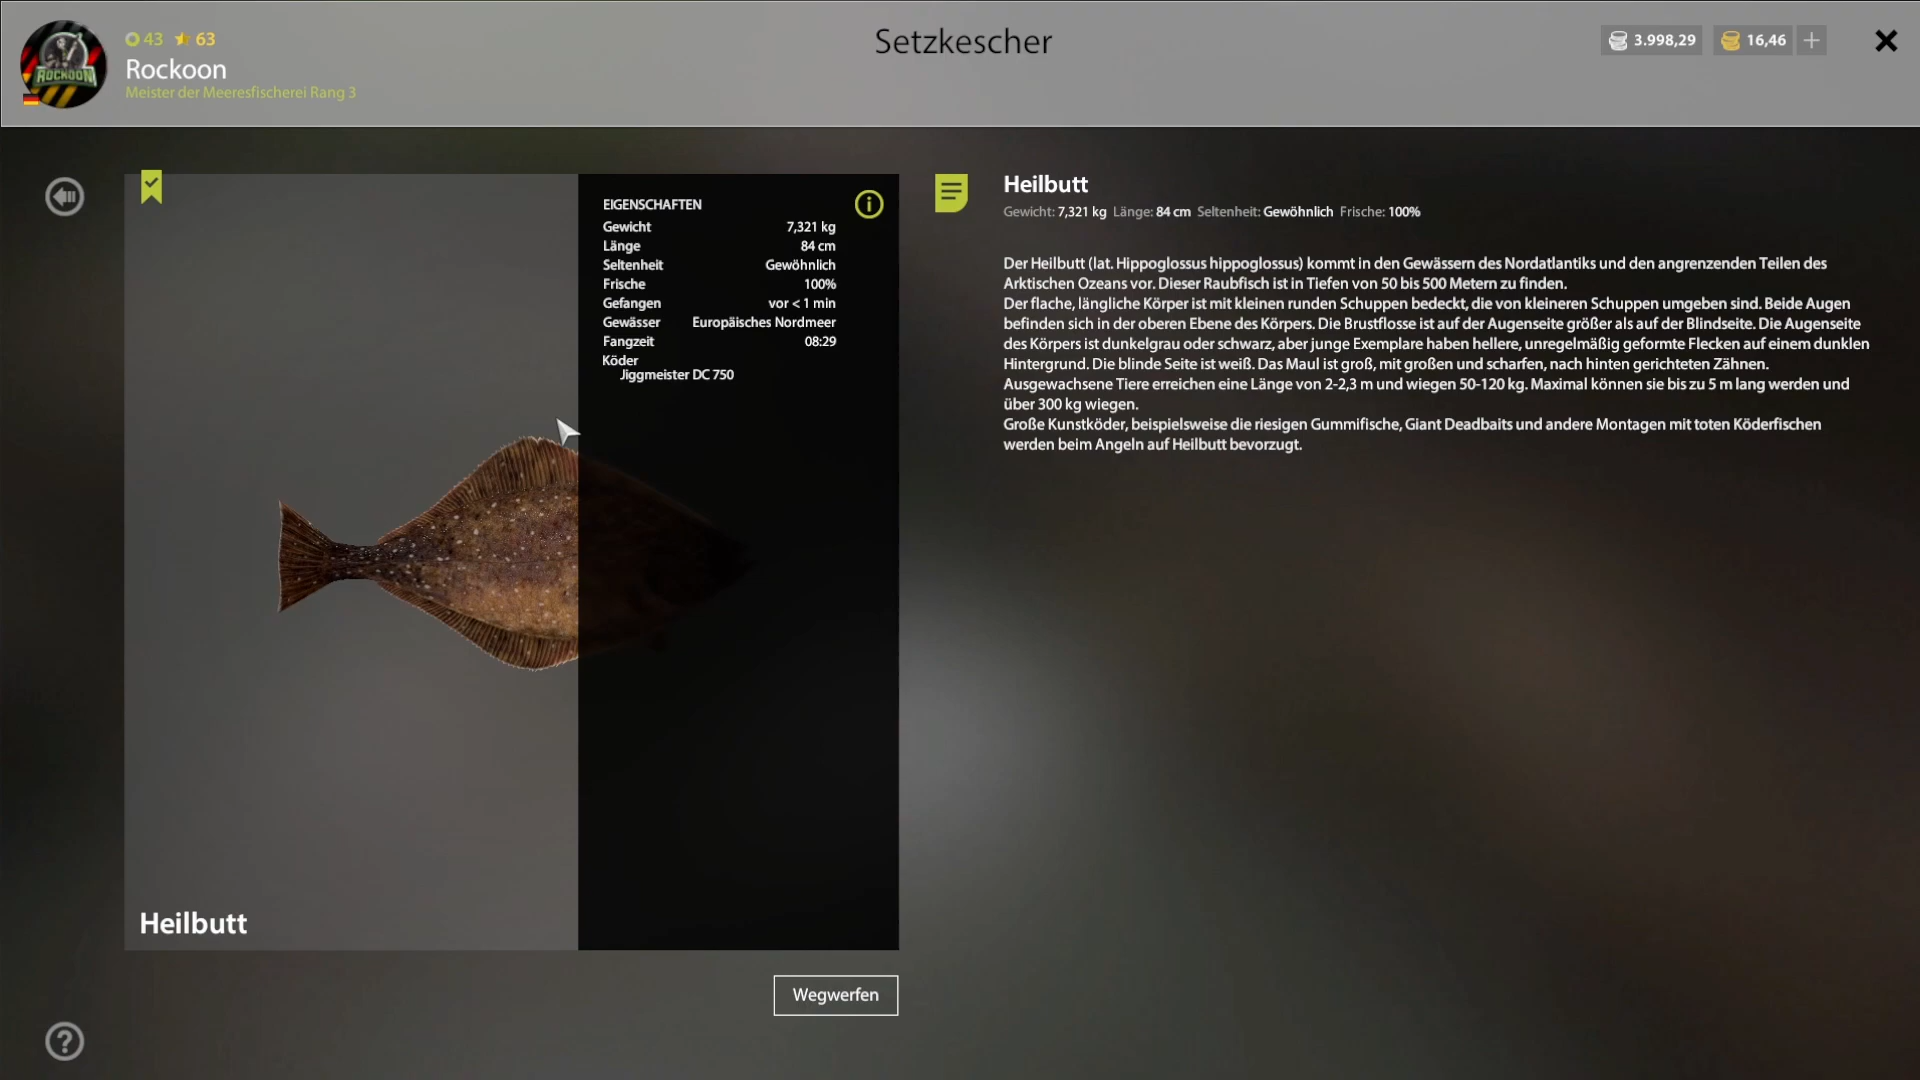 43 63
Rockoon
Meister der Meeresfischerei Rang 3
ROCKOON
Setzkescher
3.998,29
16,46
EIGENSCHAFTEN
Gewicht 7,321 kg
Länge 84 cm
Seltenheit Gewöhnlich
Frische 100%
Gefangen vor < 1 min
Gewässer Europäisches Nordmeer
Fangzeit 08:29
Köder
Jiggmeister DC 750
Heilbutt
Wegwerfen
Heilbutt
Gewicht: 7,321 kg Länge: 84 cm Seltenheit: Gewöhnlich Frische: 100%
Der Heilbutt (lat. Hippoglossus hippoglossus) kommt in den Gewässern des Nordatlantiks und den angrenzenden Teilen des
Arktischen Ozeans vor. Dieser Raubfisch ist in Tiefen von 50 bis 500 Metern zu finden.
Der flache, längliche Körper ist mit kleinen runden Schuppen bedeckt, die von kleineren Schuppen umgeben sind. Beide Augen
befinden sich in der oberen Ebene des Körpers. Die Brustflosse ist auf der Augenseite größer als auf der Blindseite. Die Augenseite
des Körpers ist dunkelgrau oder schwarz, aber junge Exemplare haben hellere, unregelmäßig geformte Flecken auf einem dunklen
Hintergrund. Die blinde Seite ist weiß. Das Maul ist groß, mit großen und scharfen, nach hinten gerichteten Zähnen.
Ausgewachsene Tiere erreichen eine Länge von 2-2,3 m und wiegen 50-120 kg. Maximal können sie bis zu 5 m lang werden und
über 300 kg wiegen.
Große Kunstköder, beispielsweise die riesigen Gummifische, Giant Deadbaits und andere Montagen mit toten Köderfischen
werden beim Angeln auf Heilbutt bevorzugt.